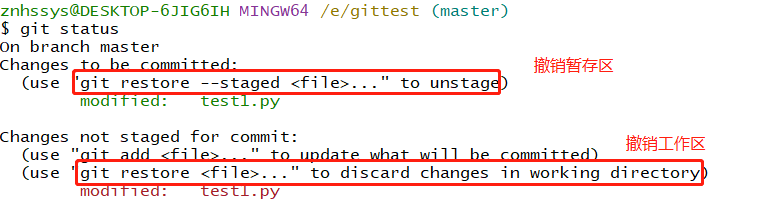 znhssys@DESKTOP-6JIG6IH MINGW64 /e/gittest (master)
$ git status
On branch master
Changes to be committed:
撤销暂存区
  (use "git restore --staged <file>..." to unstage)
        modified:   test1.py

Changes not staged for commit:
撤销工作区
  (use "git add <file>..." to update what will be committed)
  (use "git restore <file>..." to discard changes in working directory)
        modified:   test1.py